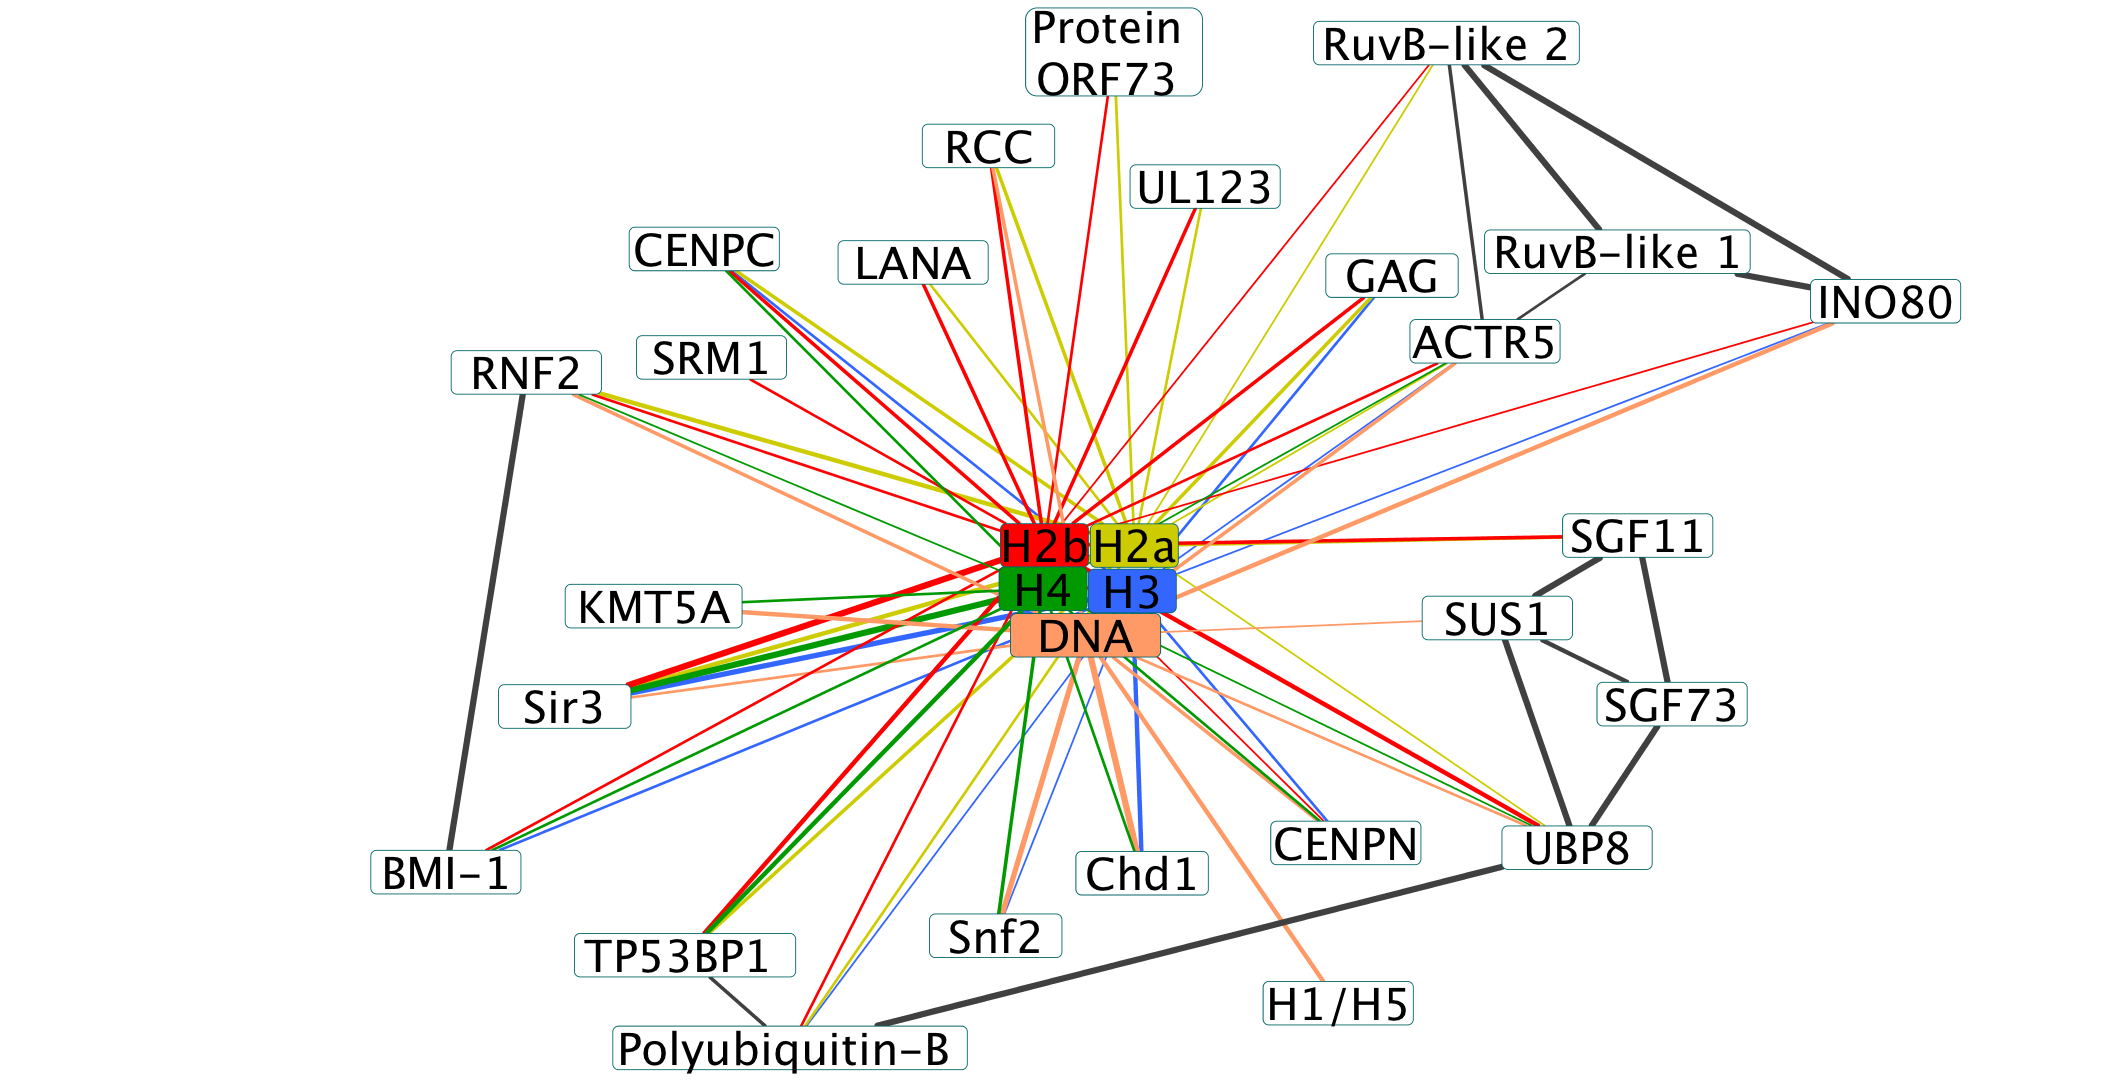 Protein
ORF73
RuvB-like 2
RCC
UL123
CENPC
LANA
GAG
RuvB-like 1
INO80
SRM1
ACTR5
RNF2
H2b
H2a
SGF11
H4
H3
KMT5A
SUS1
DNA
Sir3
SGF73
BMI-1
Chd1
CENPN
UBP8
TP53BP1
Snf2
H1/H5
Polyubiquitin-B